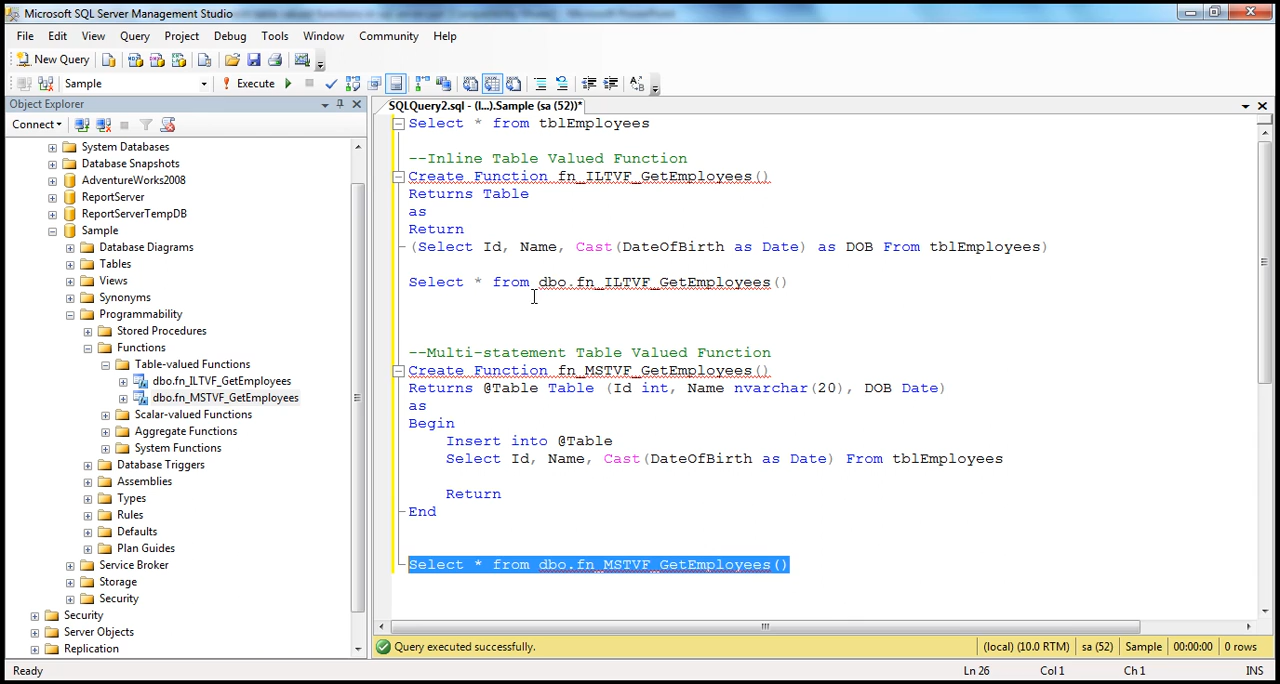 Microsoft SQL Server Management Studio
File Edit View Query Project Debug Tools Window Community Help
New Query
Sample Execute
Object Explorer
SQLQuery2.sql - (l...).Sample (sa (52))*
Connect
System Databases
Database Snapshots
AdventureWorks2008
ReportServer
ReportServerTempDB
Sample
Database Diagrams
Tables
Views
Synonyms
Programmability
Stored Procedures
Functions
Table-valued Functions
dbo.fn_ILTVF_GetEmployees
dbo.fn_MSTVF_GetEmployees
Scalar-valued Functions
Aggregate Functions
System Functions
Database Triggers
Assemblies
Types
Rules
Defaults
Plan Guides
Service Broker
Storage
Security
Security
Server Objects
Replication
Select * from tblEmployees
--Inline Table Valued Function
Create Function fn_ILTVF_GetEmployees()
Returns Table
as
Return
(Select Id, Name, Cast(DateOfBirth as Date) as DOB From tblEmployees)
Select * from dbo.fn_ILTVF_GetEmployees()
--Multi-statement Table Valued Function
Create Function fn_MSTVF_GetEmployees()
Returns @Table Table (Id int, Name nvarchar(20), DOB Date)
as
Begin
Insert into @Table
Select Id, Name, Cast(DateOfBirth as Date) From tblEmployees
Return
End
Select * from dbo.fn_MSTVF_GetEmployees()
Query executed successfully. (local) (10.0 RTM) sa (52) Sample 00:00:00 0 rows
Ready Ln 26 Col 1 Ch 1 INS